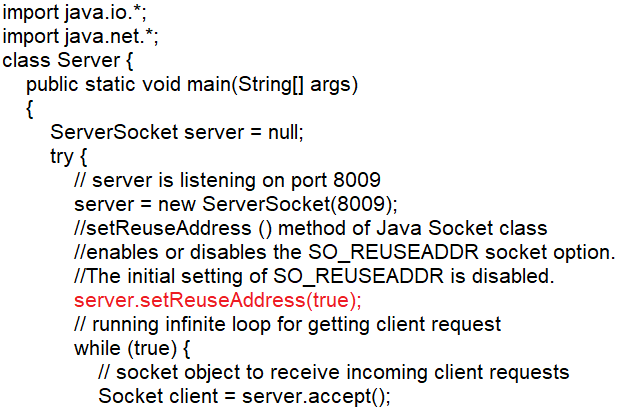 import java.io.*;
import java.net.*;
class Server {
    public static void main(String[] args)
    {
        ServerSocket server = null;
        try {
            // server is listening on port 8009
            server = new ServerSocket(8009);
            //setReuseAddress () method of Java Socket class
            //enables or disables the SO_REUSEADDR socket option.
            //The initial setting of SO_REUSEADDR is disabled.
            server.setReuseAddress(true);
            // running infinite loop for getting client request
            while (true) {
                // socket object to receive incoming client requests
                Socket client = server.accept();